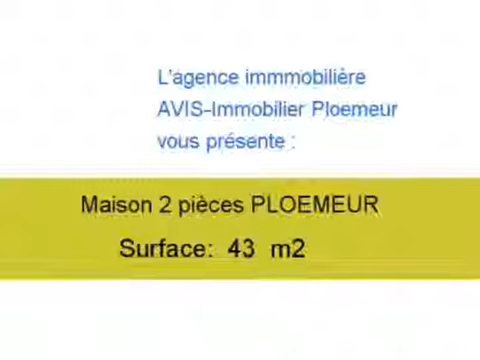 L'agence immmobilière
AVIS-Immobilier Ploemeur
vous présente :
Maison 2 pièces PLOEMEUR
Surface: 43 m2